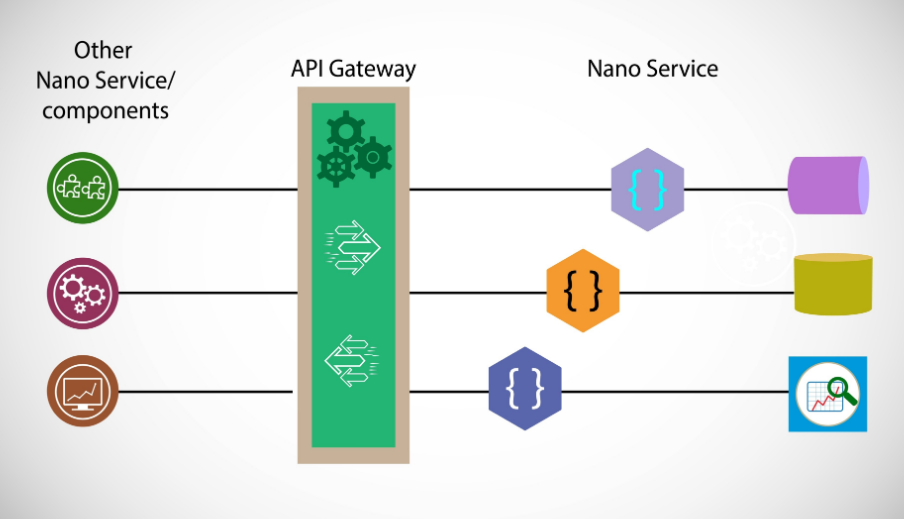 Other
Nano Service/
components
API Gateway
Nano Service
{ }
{ }
{ }